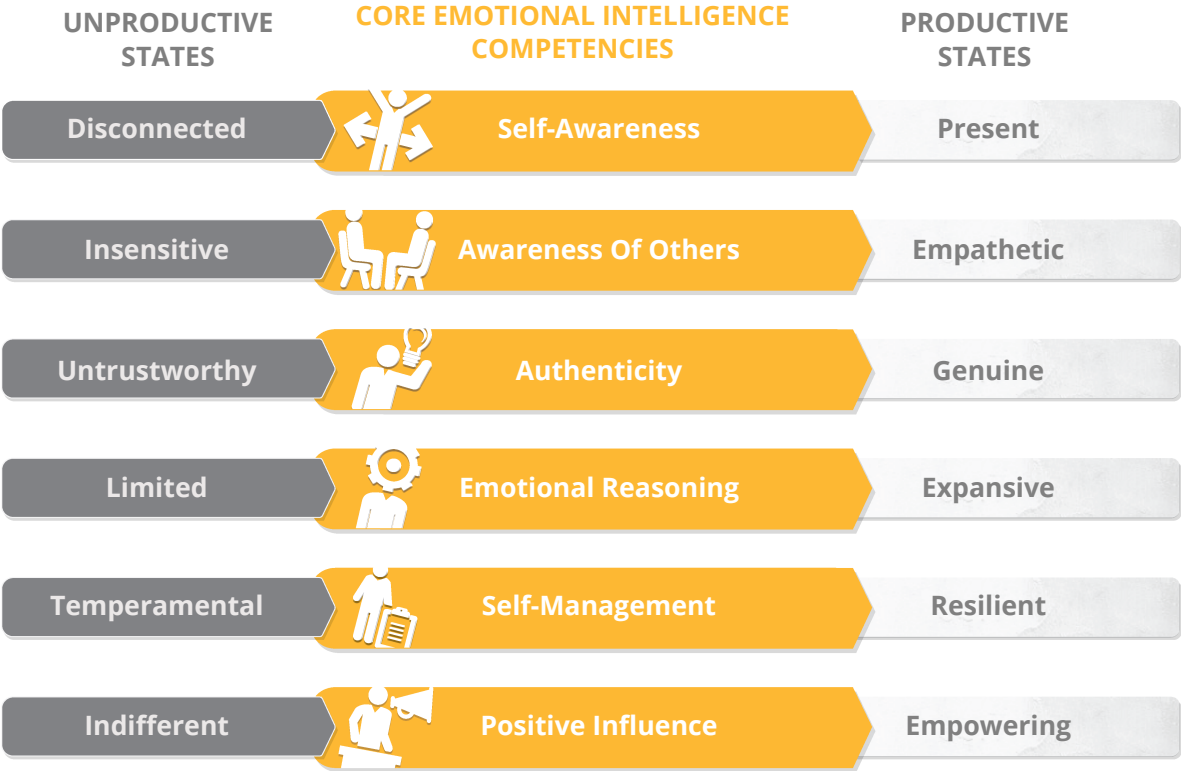 UNPRODUCTIVE
STATES
CORE EMOTIONAL INTELLIGENCE
COMPETENCIES
PRODUCTIVE
STATES
Disconnected
Self-Awareness
Present
Insensitive
Awareness Of Others
Empathetic
Untrustworthy
Authenticity
Genuine
Limited
Emotional Reasoning
Expansive
Temperamental
Self-Management
Resilient
Indifferent
Positive Influence
Empowering